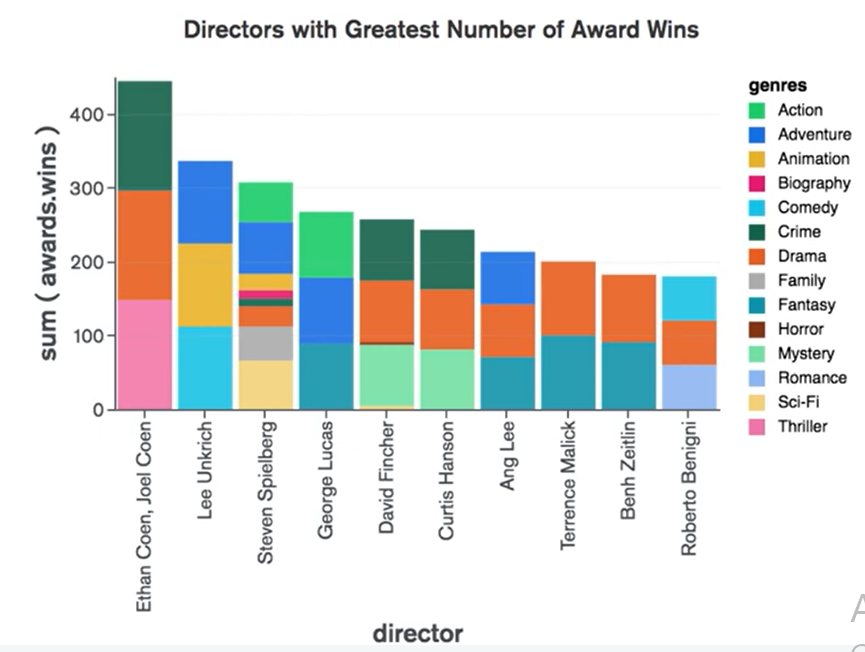 Directors with Greatest Number of Award Wins
sum ( awards.wins )
400
300
200
100
0
Ethan Coen, Joel Coen
Lee Unkrich
Steven Spielberg
George Lucas
David Fincher
Curtis Hanson
Ang Lee
Terrence Malick
Benh Zeitlin
Roberto Benigni
director
genres
Action
Adventure
Animation
Biography
Comedy
Crime
Drama
Family
Fantasy
Horror
Mystery
Romance
Sci-Fi
Thriller